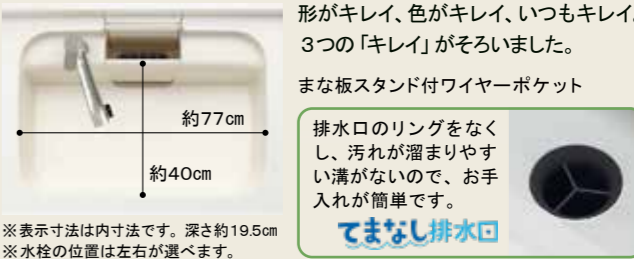 形がキレイ、色がキレイ、いつもキレイ。
３つの「キレイ」がそろいました。
まな板スタンド付ワイヤーポケット
約77㎝
約40㎝
排水口のリングをなく
し、汚れが溜まりやす
い溝がないので、お手
入れが簡単です。
てまなし排水口
※表示寸法は内寸法です。深さ約19.5㎝
※水栓の位置は左右が選べます。